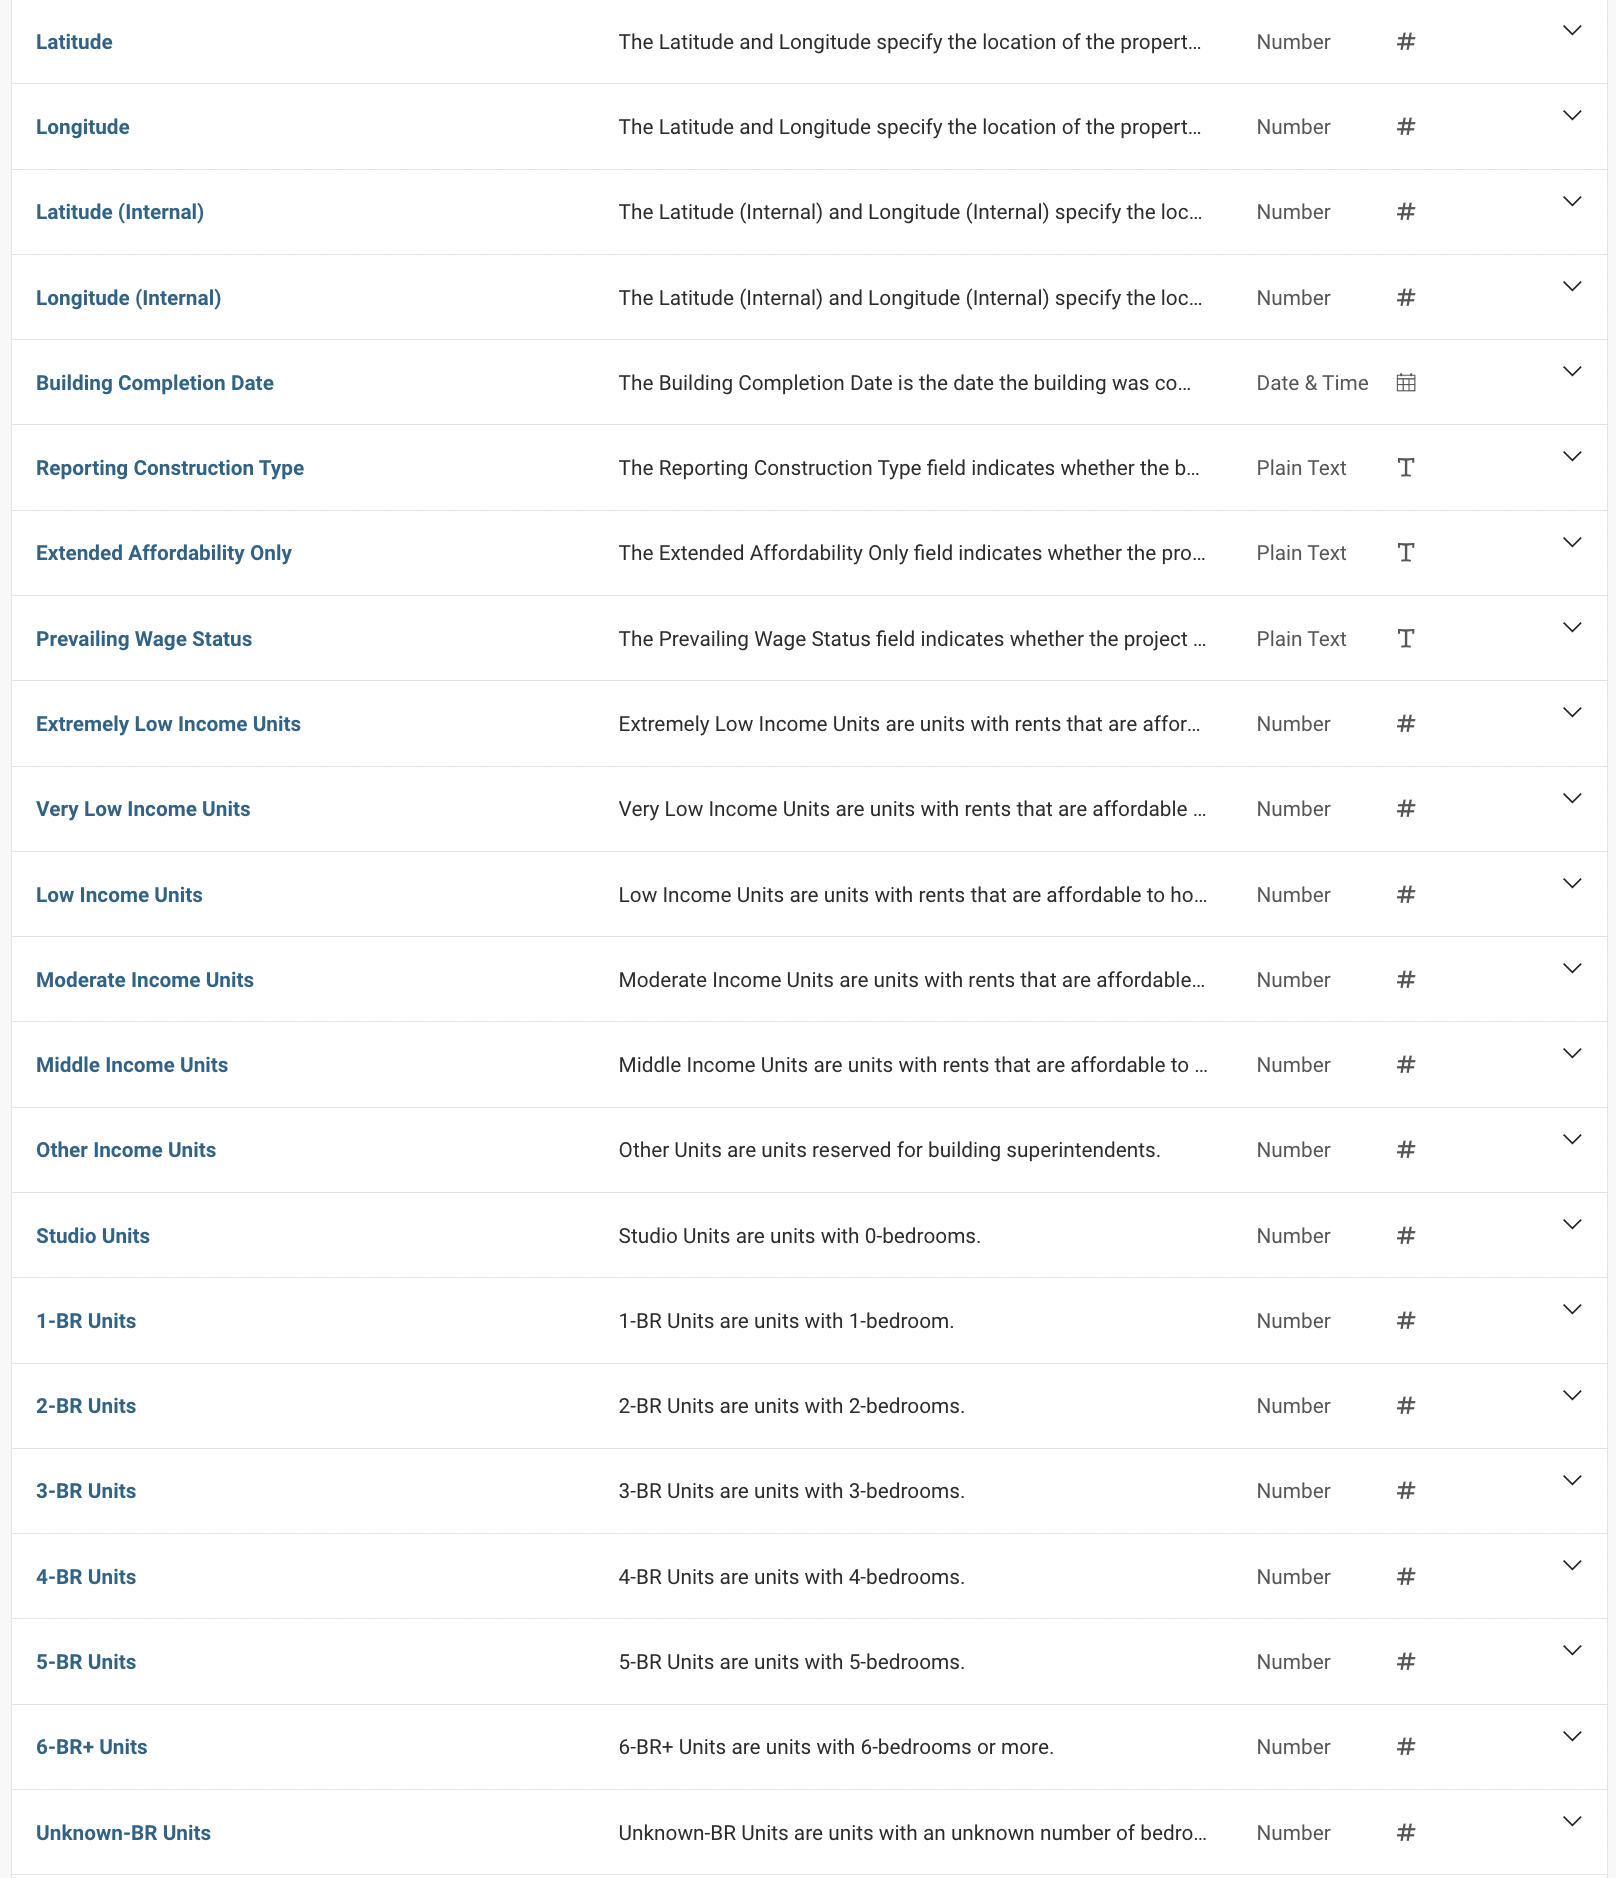 Latitude The Latitude and Longitude specify the location of the propert... Number #
Longitude The Latitude and Longitude specify the location of the propert... Number #
Latitude (Internal) The Latitude (Internal) and Longitude (Internal) specify the loc... Number #
Longitude (Internal) The Latitude (Internal) and Longitude (Internal) specify the loc... Number #
Building Completion Date The Building Completion Date is the date the building was co... Date & Time
Reporting Construction Type The Reporting Construction Type field indicates whether the b... Plain Text T
Extended Affordability Only The Extended Affordability Only field indicates whether the pro... Plain Text T
Prevailing Wage Status The Prevailing Wage Status field indicates whether the project ... Plain Text T
Extremely Low Income Units Extremely Low Income Units are units with rents that are affor... Number #
Very Low Income Units Very Low Income Units are units with rents that are affordable ... Number #
Low Income Units Low Income Units are units with rents that are affordable to ho... Number #
Moderate Income Units Moderate Income Units are units with rents that are affordable... Number #
Middle Income Units Middle Income Units are units with rents that are affordable to ... Number #
Other Income Units Other Units are units reserved for building superintendents. Number #
Studio Units Studio Units are units with 0-bedrooms. Number #
1-BR Units 1-BR Units are units with 1-bedroom. Number #
2-BR Units 2-BR Units are units with 2-bedrooms. Number #
3-BR Units 3-BR Units are units with 3-bedrooms. Number #
4-BR Units 4-BR Units are units with 4-bedrooms. Number #
5-BR Units 5-BR Units are units with 5-bedrooms. Number #
6-BR+ Units 6-BR+ Units are units with 6-bedrooms or more. Number #
Unknown-BR Units Unknown-BR Units are units with an unknown number of bedro... Number #